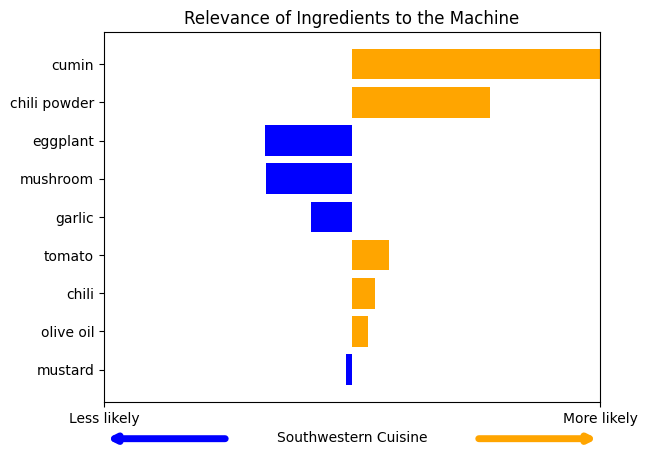 Relevance of Ingredients to the Machine
cumin
chili powder
eggplant
mushroom
garlic
tomato
chili
olive oil
mustard
Less likely
More likely
Southwestern Cuisine